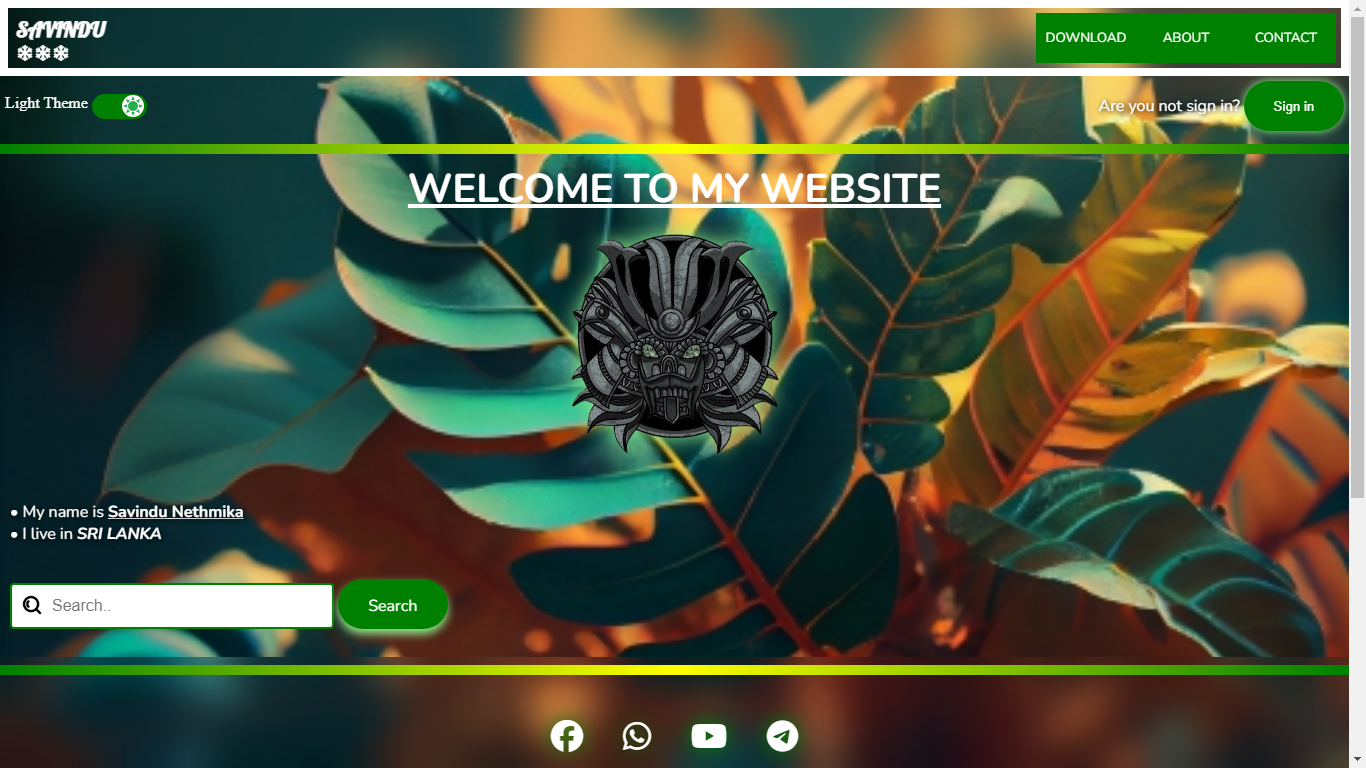 SAVINDU
❄❄❄
DOWNLOAD ABOUT CONTACT
Light Theme
Are you not sign in? Sign in
WELCOME TO MY WEBSITE
• My name is Savindu Nethmika
• I live in SRI LANKA
Search.. Search